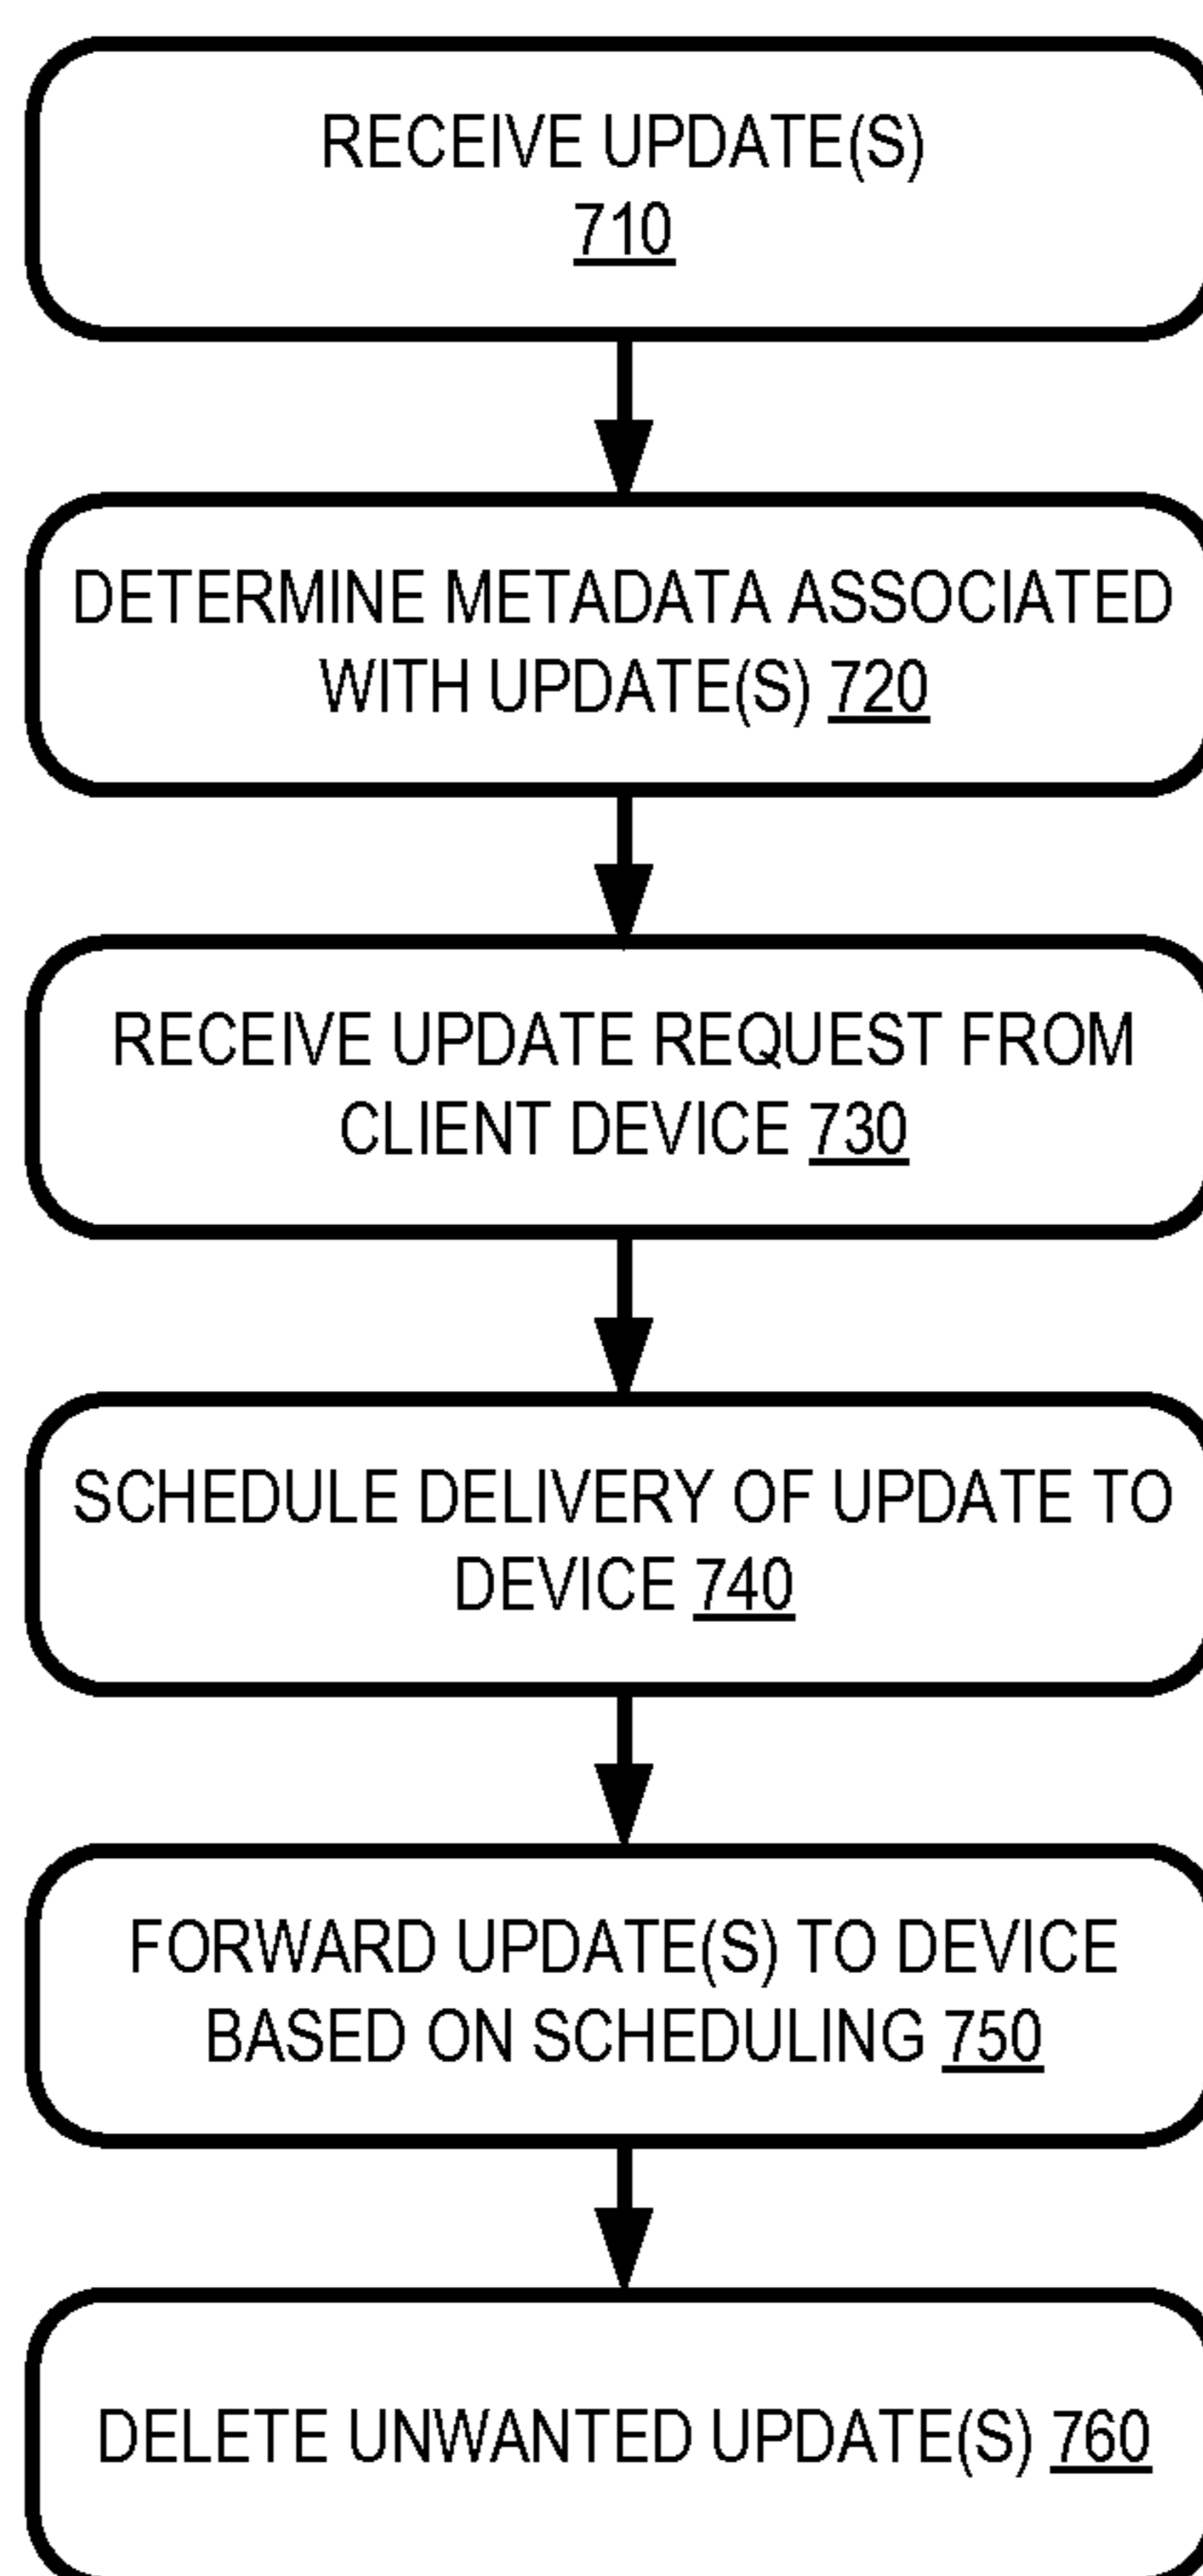 RECEIVE UPDATE(S)
710
DETERMINE METADATA ASSOCIATED
WITH UPDATE(S) 720
RECEIVE UPDATE REQUEST FROM
CLIENT DEVICE 730
SCHEDULE DELIVERY OF UPDATE TO
DEVICE 740
FORWARD UPDATE(S) TO DEVICE
BASED ON SCHEDULING 750
DELETE UNWANTED UPDATE(S) 760